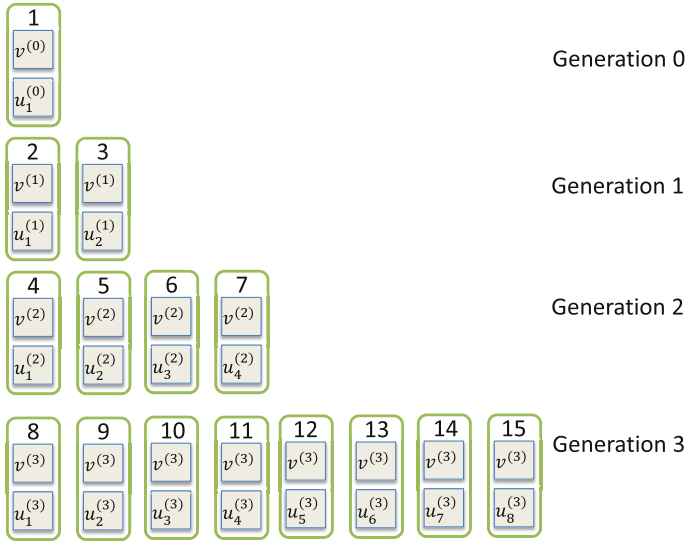 1
v^{(0)} Generation 0
u_1^{(0)}
2 3
v^{(1)} v^{(1)} Generation 1
u_1^{(1)} u_2^{(1)}
4 5 6 7
v^{(2)} v^{(2)} v^{(2)} v^{(2)} Generation 2
u_1^{(2)} u_2^{(2)} u_3^{(2)} u_4^{(2)}
8 9 10 11 12 13 14 15
v^{(3)} v^{(3)} v^{(3)} v^{(3)} v^{(3)} v^{(3)} v^{(3)} v^{(3)} Generation 3
u_1^{(3)} u_2^{(3)} u_3^{(3)} u_4^{(3)} u_5^{(3)} u_6^{(3)} u_7^{(3)} u_8^{(3)}